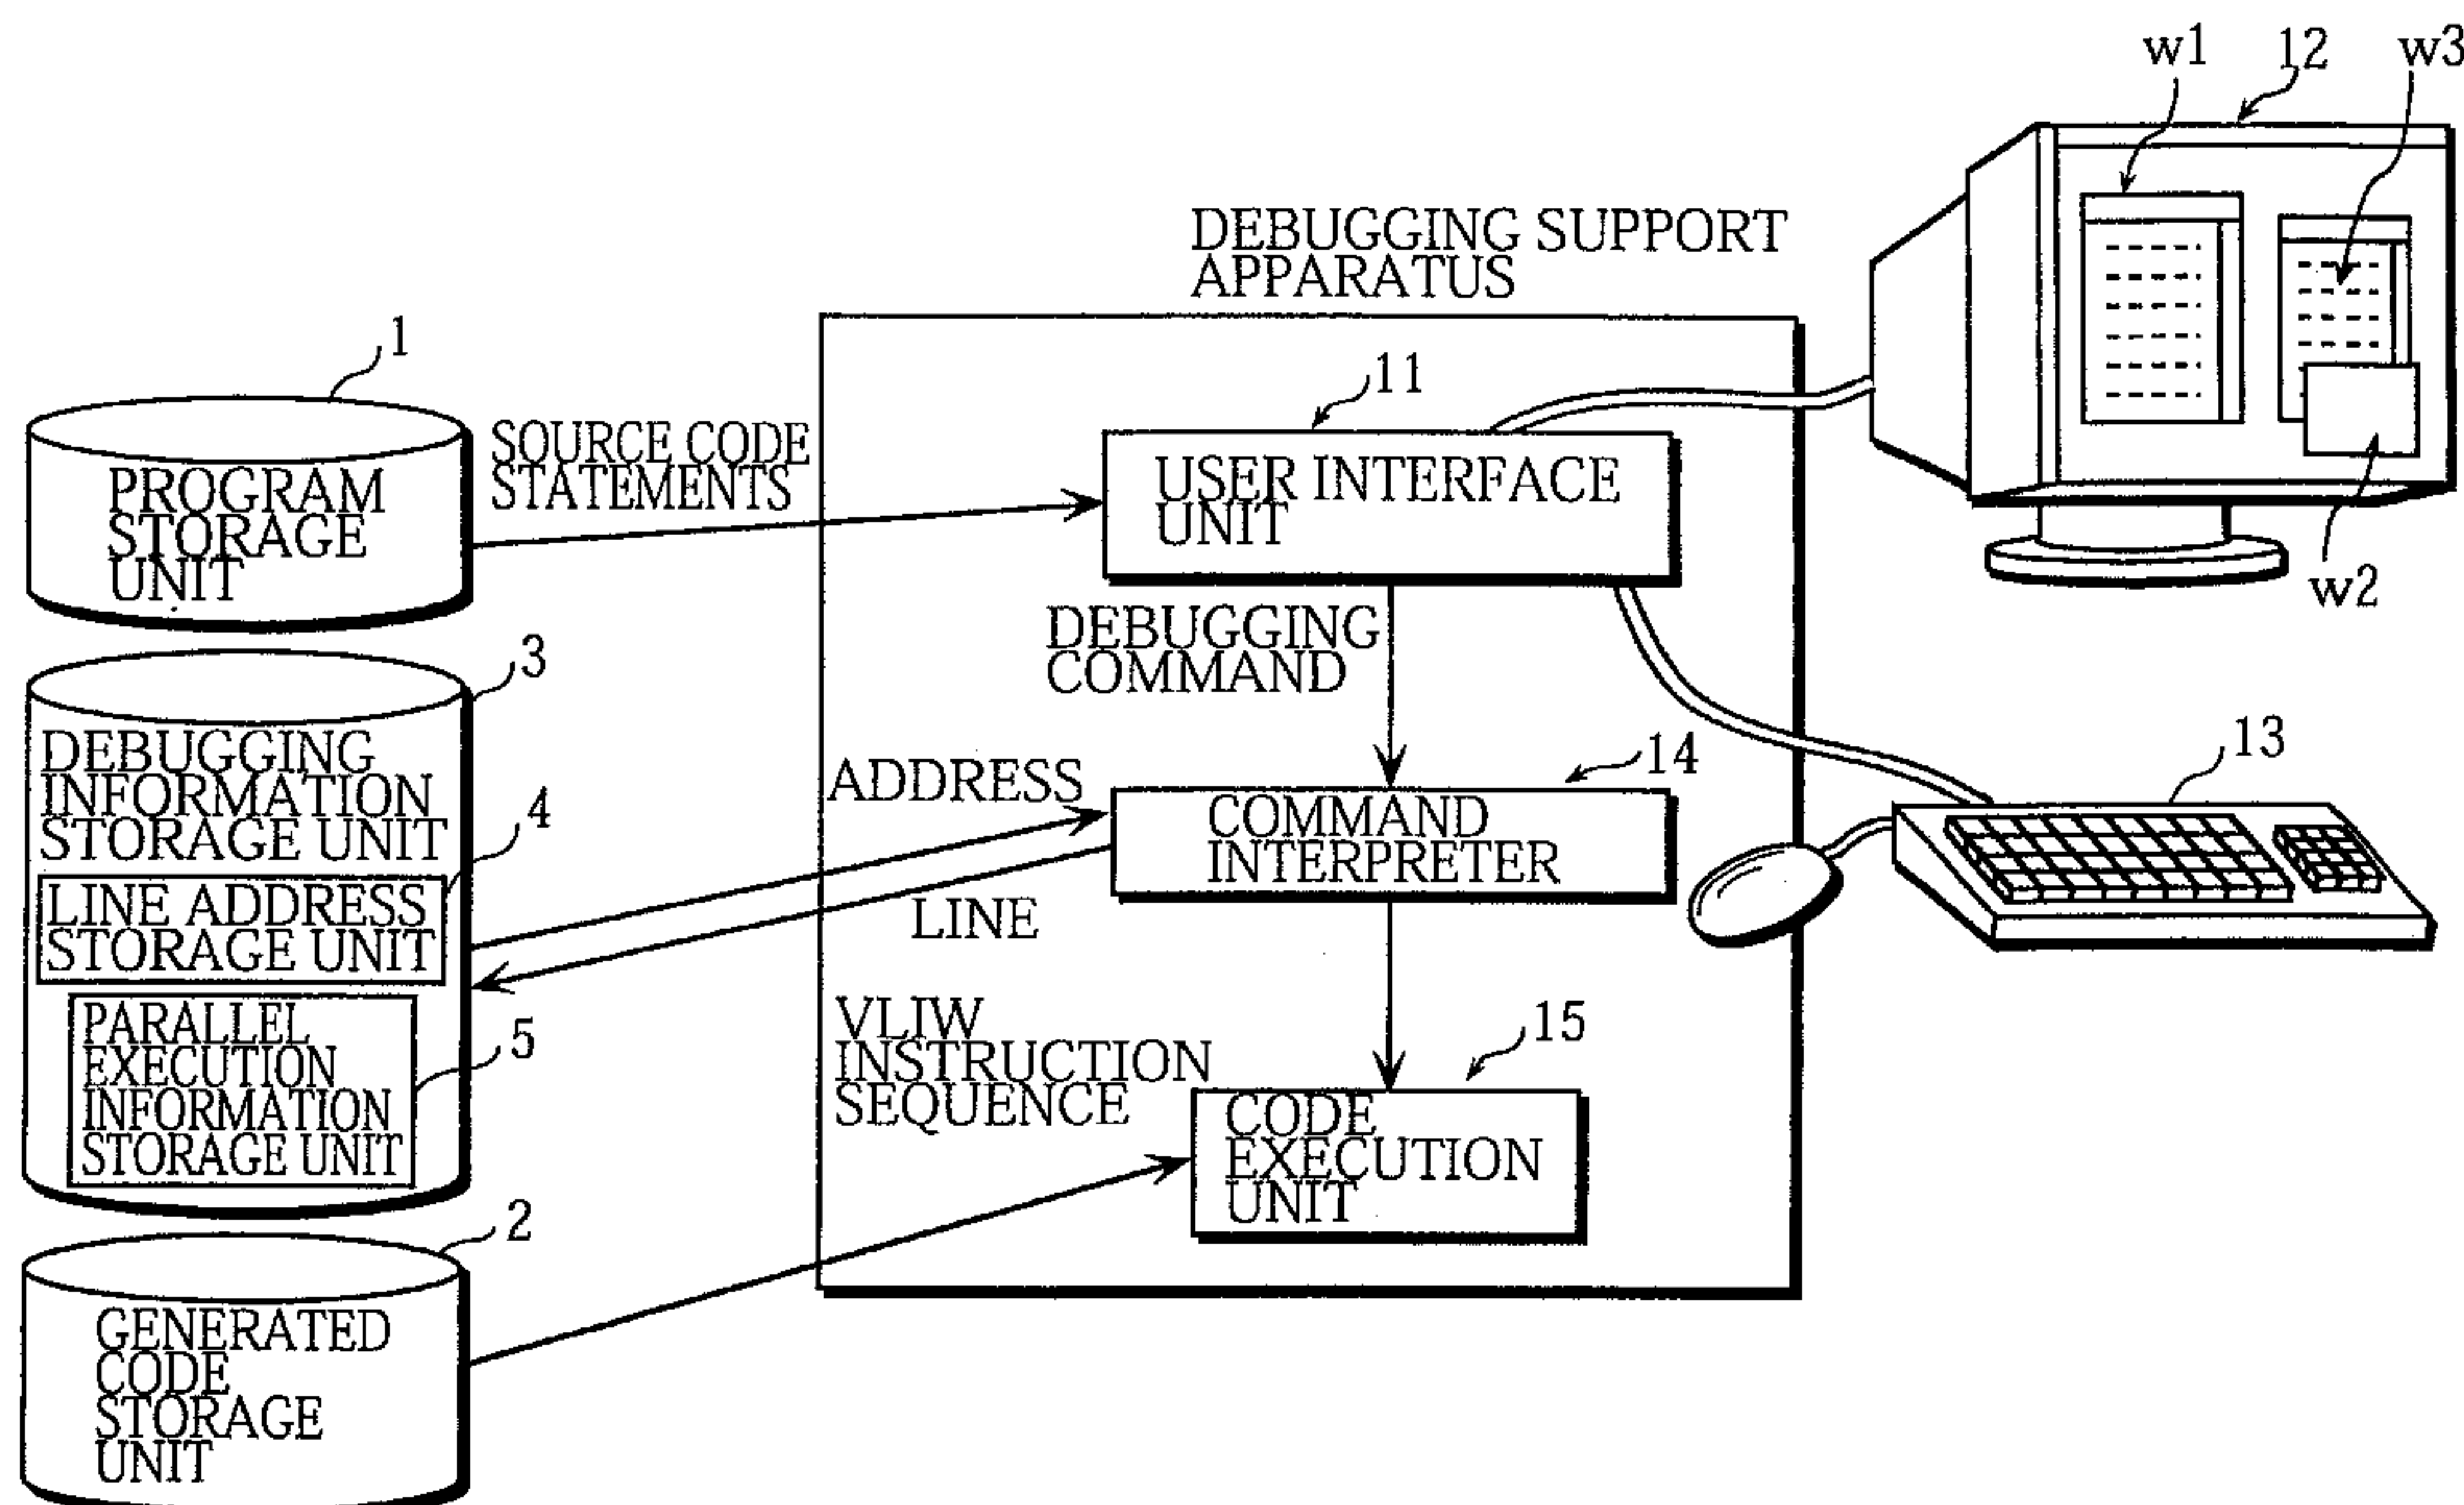 w1
12
w3
DEBUGGING SUPPORT
APPARATUS
1
11
SOURCE CODE
STATEMENTS
PROGRAM
STORAGE
UNIT
USER INTERFACE
UNIT
w2
DEBUGGING
COMMAND
3
DEBUGGING
INFORMATION
STORAGE UNIT
4
ADDRESS
14
13
COMMAND
INTERPRETER
LINE ADDRESS
STORAGE UNIT
LINE
PARALLEL
EXECUTION
INFORMATION
STORAGE UNIT
5
VLIW
INSTRUCTION
SEQUENCE
15
CODE
EXECUTION
UNIT
2
GENERATED
CODE
STORAGE
UNIT